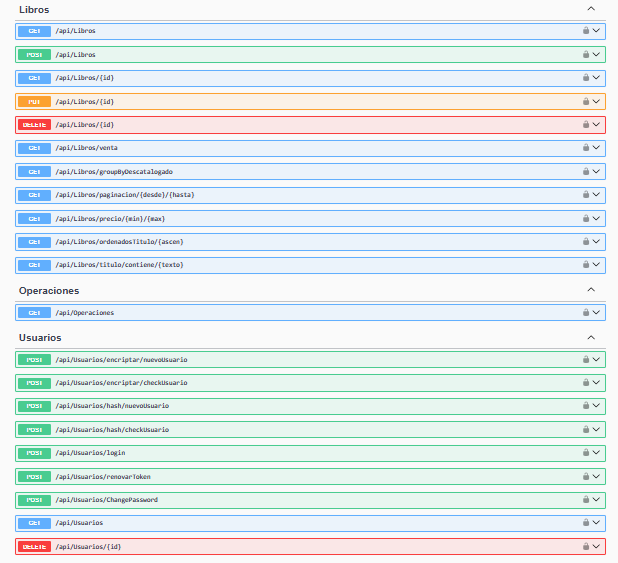 Libros
GET /api/Libros
POST /api/Libros
GET /api/Libros/{id}
PUT /api/Libros/{id}
DELETE /api/Libros/{id}
GET /api/Libros/venta
GET /api/Libros/groupByDescatalogado
GET /api/Libros/paginacion/{desde}/{hasta}
GET /api/Libros/precio/{min}/{max}
GET /api/Libros/ordenadosTitulo/{ascen}
GET /api/Libros/titulo/contiene/{texto}
Operaciones
GET /api/Operaciones
Usuarios
POST /api/Usuarios/encriptar/nuevoUsuario
POST /api/Usuarios/encriptar/checkUsuario
POST /api/Usuarios/hash/nuevoUsuario
POST /api/Usuarios/hash/checkUsuario
POST /api/Usuarios/login
POST /api/Usuarios/renovarToken
POST /api/Usuarios/ChangePassword
GET /api/Usuarios
DELETE /api/Usuarios/{id}